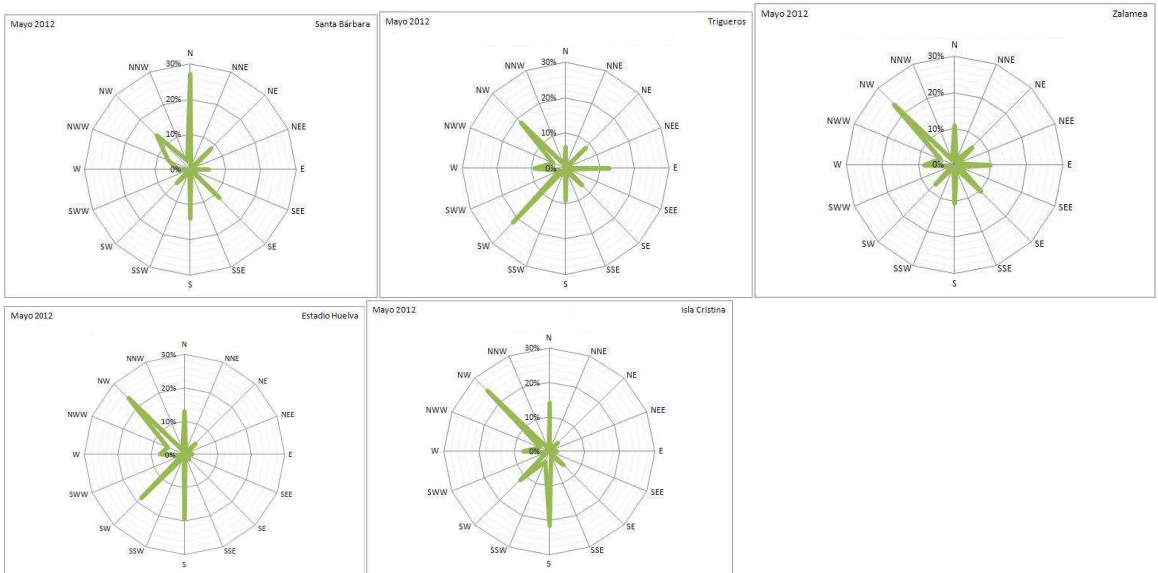 Mayo 2012 Santa Bárbara
N
30%
NNW NNE
NW NE
20%
NWW NEE
10%
W 0% E
SWW SEE
SW SE
SSW SSE
S
Mayo 2012 Trigueros
N
30%
NNW NNE
NW NE
20%
NWW NEE
10%
W 0% E
SWW SEE
SW SE
SSW SSE
S
Mayo 2012 Zalamea
N
30%
NNW NNE
NW NE
20%
NWW NEE
10%
W 0% E
SWW SEE
SW SE
SSW SSE
S
Mayo 2012 Estadio Huelva
N
30%
NNW NNE
NW NE
20%
NWW NEE
10%
W 0% E
SWW SEE
SW SE
SSW SSE
S
Mayo 2012 Isla Cristina
N
30%
NNW NNE
NW NE
20%
NWW NEE
10%
W 0% E
SWW SEE
SW SE
SSW SSE
S